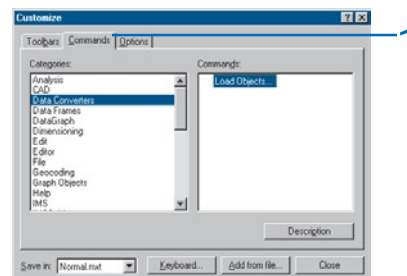 Customize
1
Toolbars Commands Options
Categories:
Commands:
Analysis
CAD
Data Converters
Data Frames
DataGraph
Dimensioning
Edit
Editor
File
Geocoding
Graph Objects
Help
IMS
Load Objects...
Description
Save in: Normal.mxt
Keyboard...
Add from file...
Close